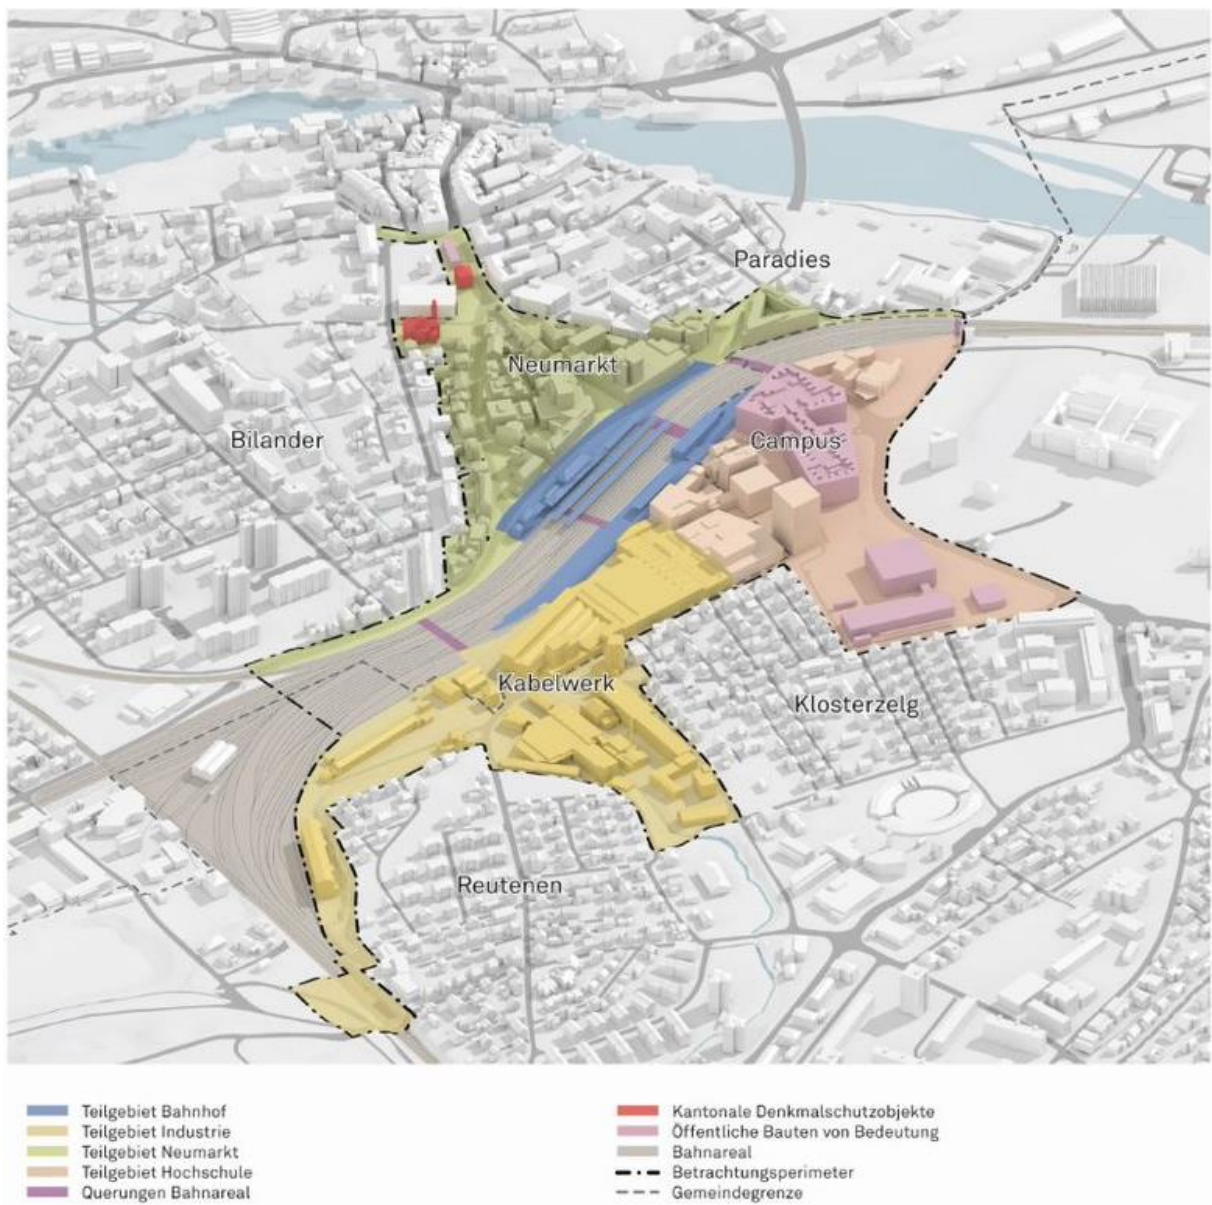 Paradies
Neumarkt
Bilander
Campus
Kabelwerk
Klosterzelg
Reutenen
Teilgebiet Bahnhof
Teilgebiet Industrie
Teilgebiet Neumarkt
Teilgebiet Hochschule
Querungen Bahnareal
Kantonale Denkmalschutzobjekte
Öffentliche Bauten von Bedeutung
Bahnareal
Betrachtungsperimeter
Gemeindegrenze